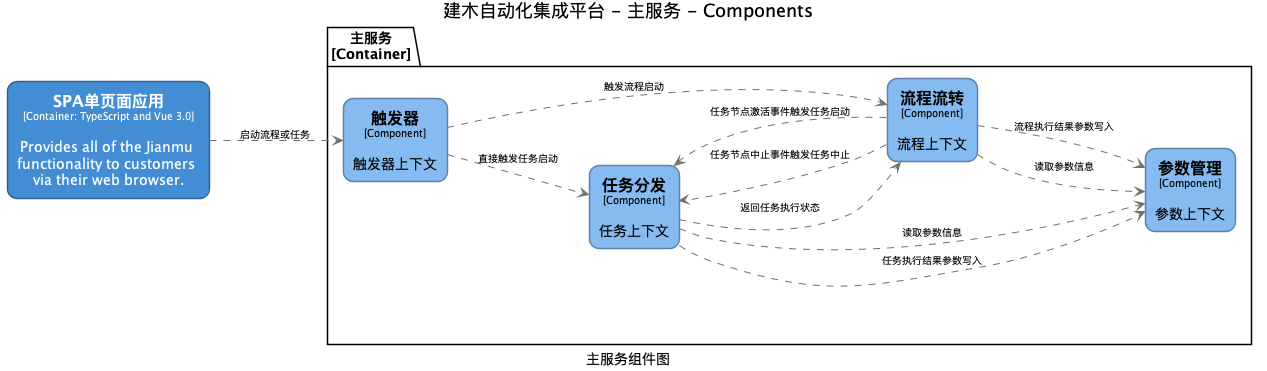 建木自动化集成平台 - 主服务 - Components
主服务
[Container]
SPA单页面应用
[Container: TypeScript and Vue 3.0]
Provides all of the Jianmu
functionality to customers
via their web browser.
启动流程或任务
触发器
[Component]
触发器上下文
触发流程启动
直接触发任务启动
任务分发
[Component]
任务上下文
任务节点激活事件触发任务启动
任务节点中止事件触发任务中止
返回任务执行状态
流程流转
[Component]
流程上下文
流程执行结果参数写入
读取参数信息
参数管理
[Component]
参数上下文
读取参数信息
任务执行结果参数写入
主服务组件图